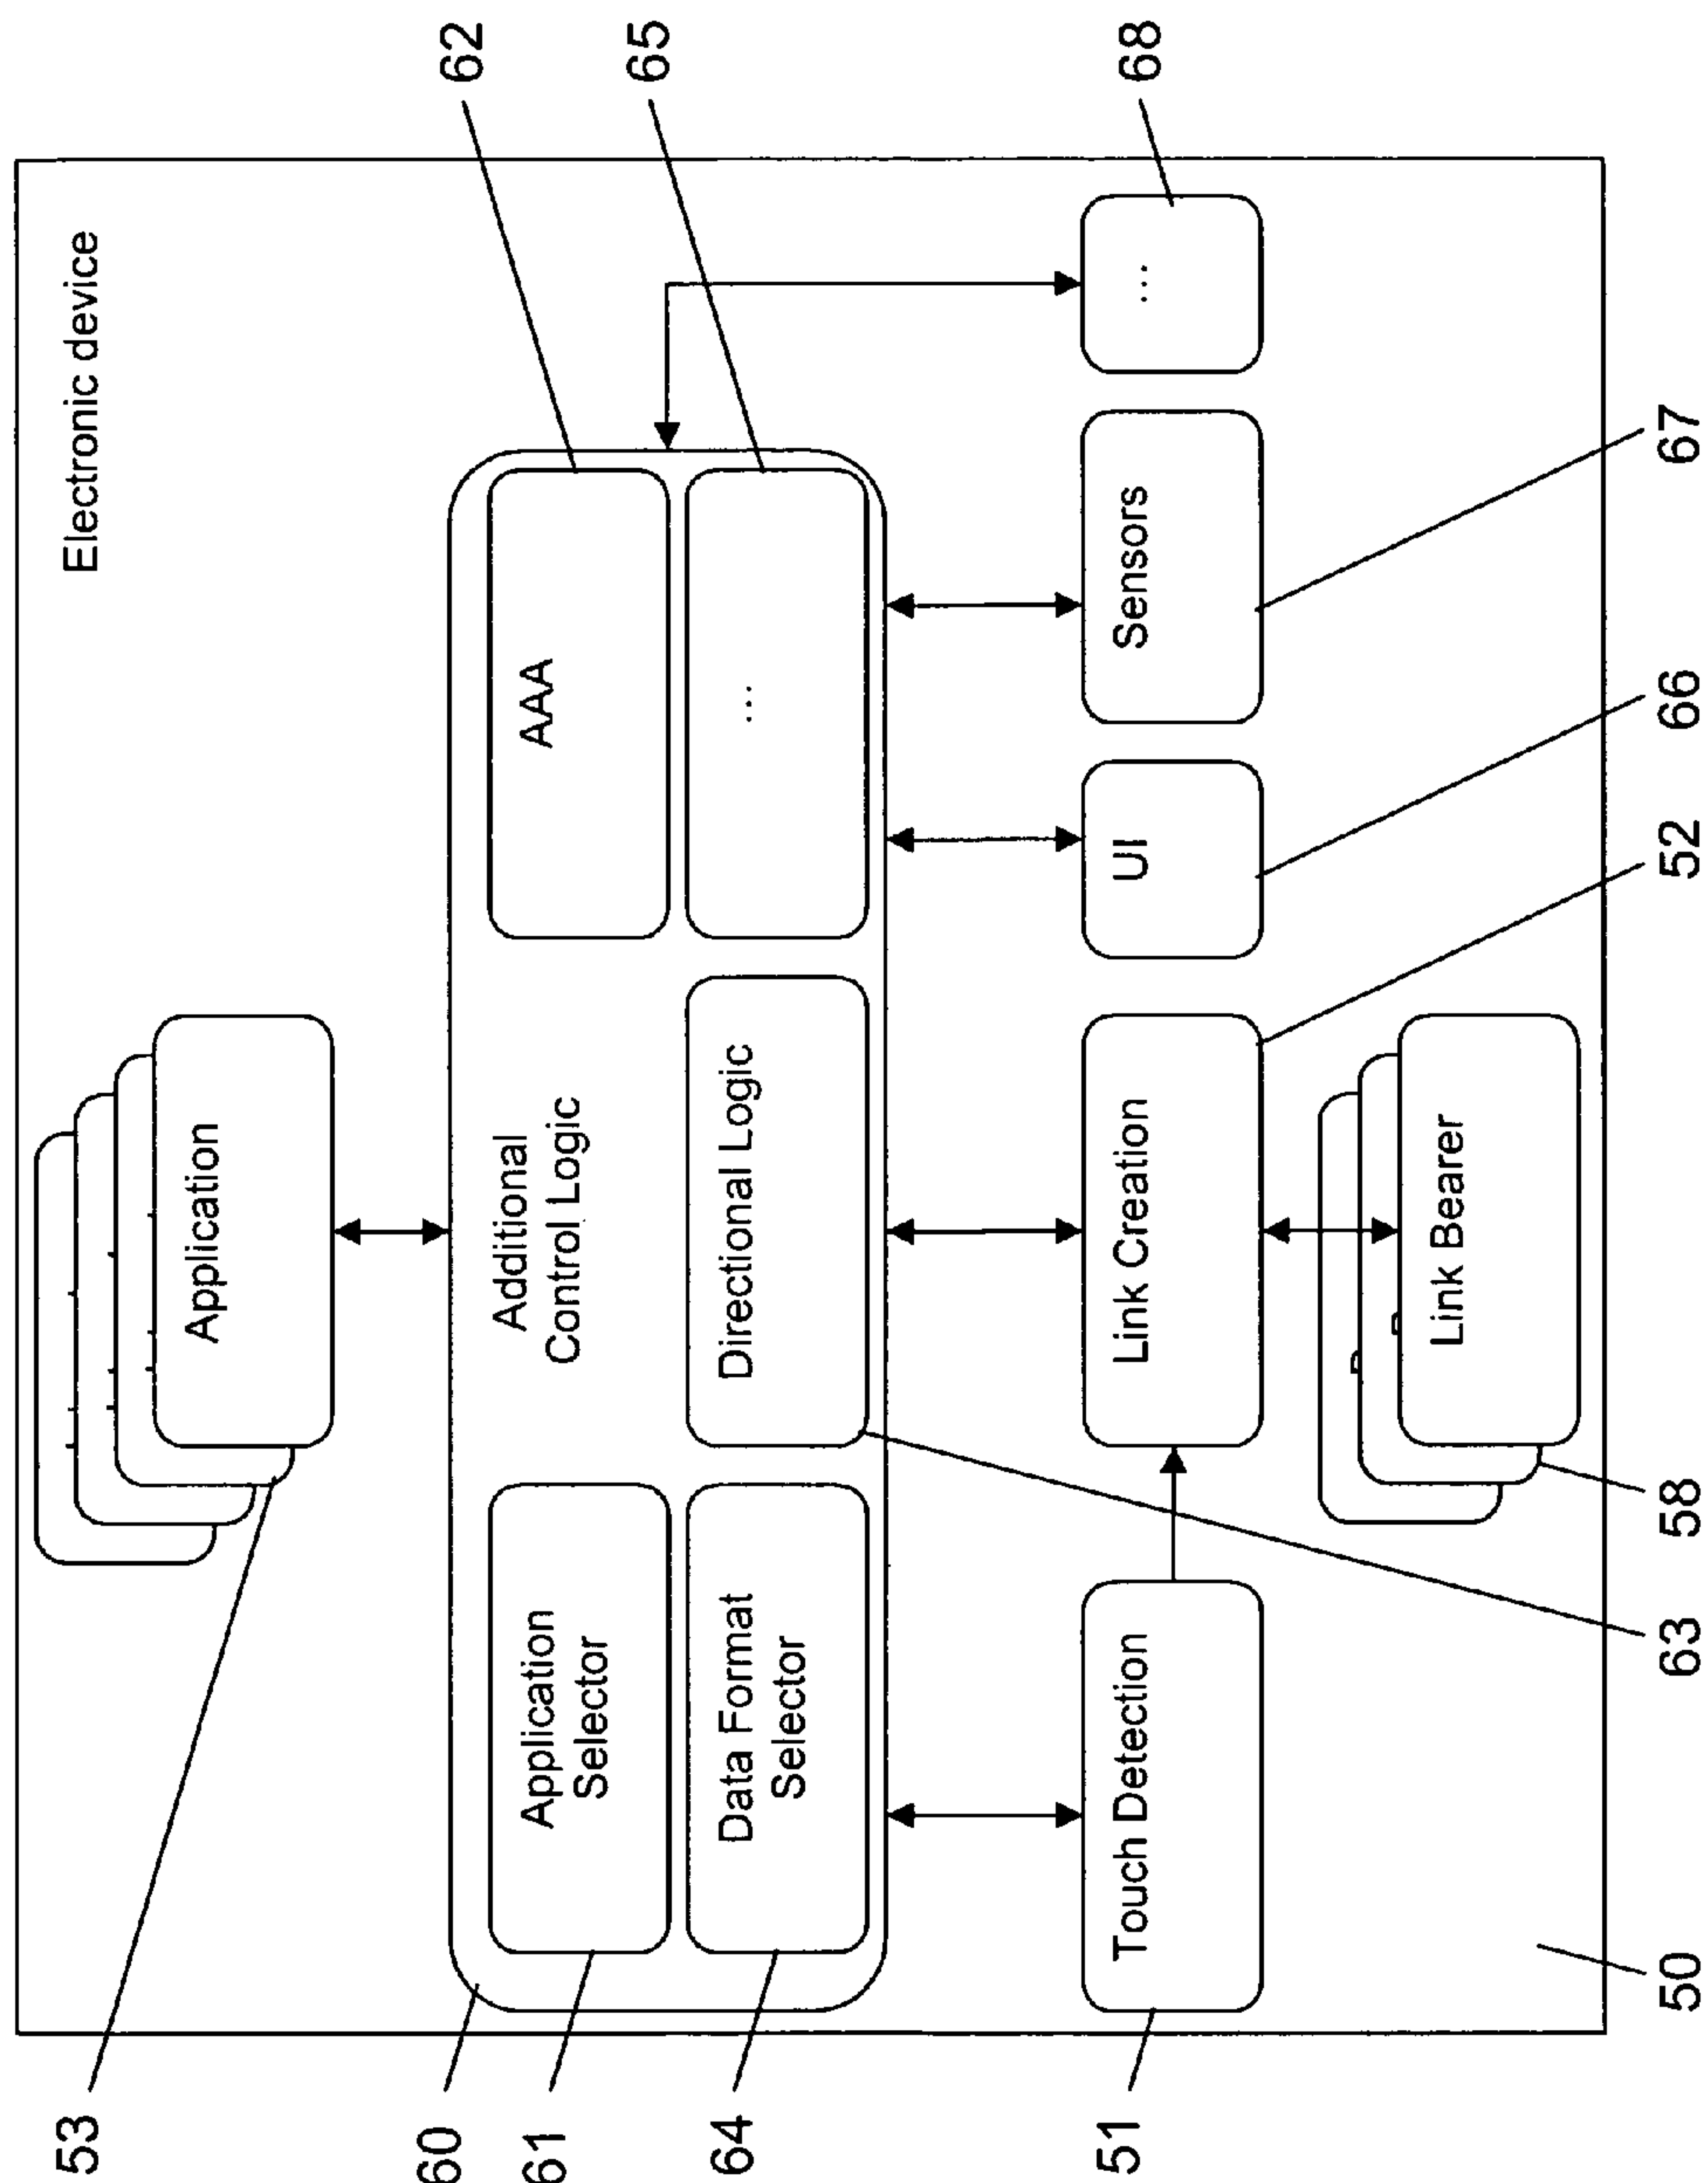 Electronic device
53
Application
60
61
64
Additional
Control Logic
62
65
Application
Selector
AAA
Data Format
Selector
Directional Logic
...
51
Touch Detection
Link Creation
UI
Sensors
...
68
Link Bearer
50
63
58
52
66
67